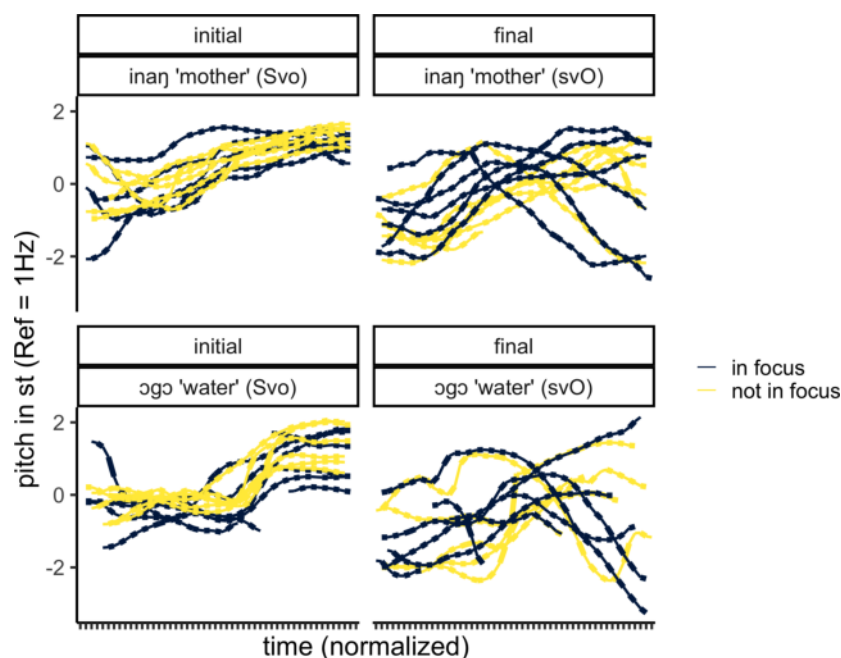 initial
final
inaŋ 'mother' (Svo)
inaŋ 'mother' (svO)
2
0
-2
initial
final
ɔgɔ 'water' (Svo)
ɔgɔ 'water' (svO)
2
0
-2
pitch in st (Ref = 1Hz)
time (normalized)
in focus
not in focus